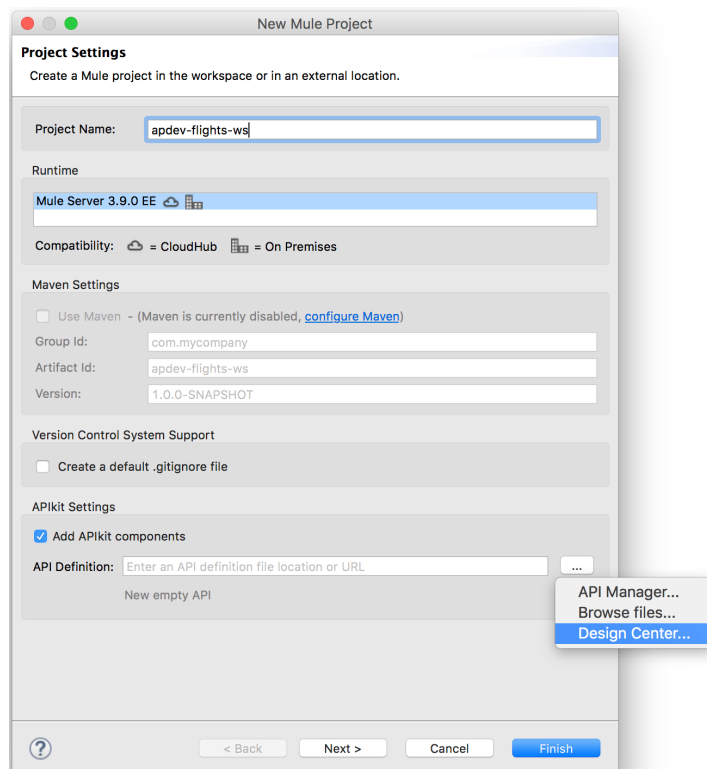 New Mule Project
Project Settings
Create a Mule project in the workspace or in an external location.
Project Name: apdev-flights-ws
Runtime
Mule Server 3.9.0 EE
Compatibility: = CloudHub = On Premises
Maven Settings
Use Maven - (Maven is currently disabled, configure Maven)
Group Id: com.mycompany
Artifact Id: apdev-flights-ws
Version: 1.0.0-SNAPSHOT
Version Control System Support
Create a default .gitignore file
APIkit Settings
Add APIkit components
API Definition: Enter an API definition file location or URL ...
New empty API
API Manager...
Browse files...
Design Center...
? < Back Next > Cancel Finish